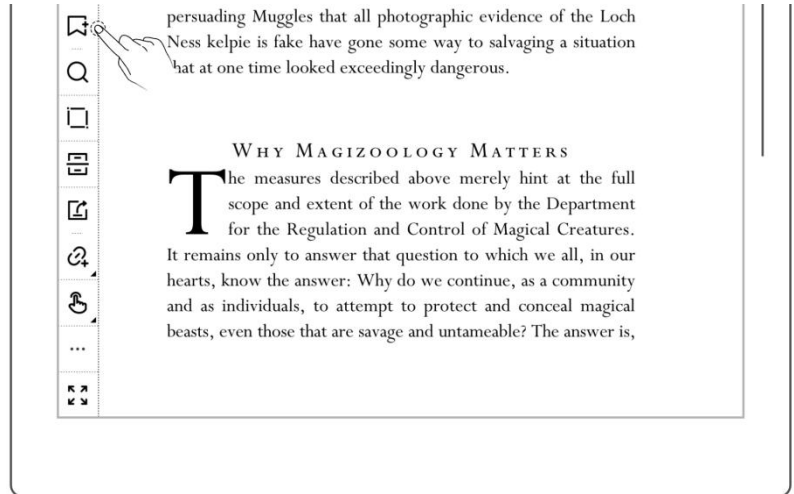 persuading Muggles that all photographic evidence of the Loch
Ness kelpie is fake have gone some way to salvaging a situation
hat at one time looked exceedingly dangerous.
WHY MAGIZOOLOGY MATTERS
The measures described above merely hint at the full
scope and extent of the work done by the Department
for the Regulation and Control of Magical Creatures.
It remains only to answer that question to which we all, in our
hearts, know the answer: Why do we continue, as a community
and as individuals, to attempt to protect and conceal magical
beasts, even those that are savage and untameable? The answer is,